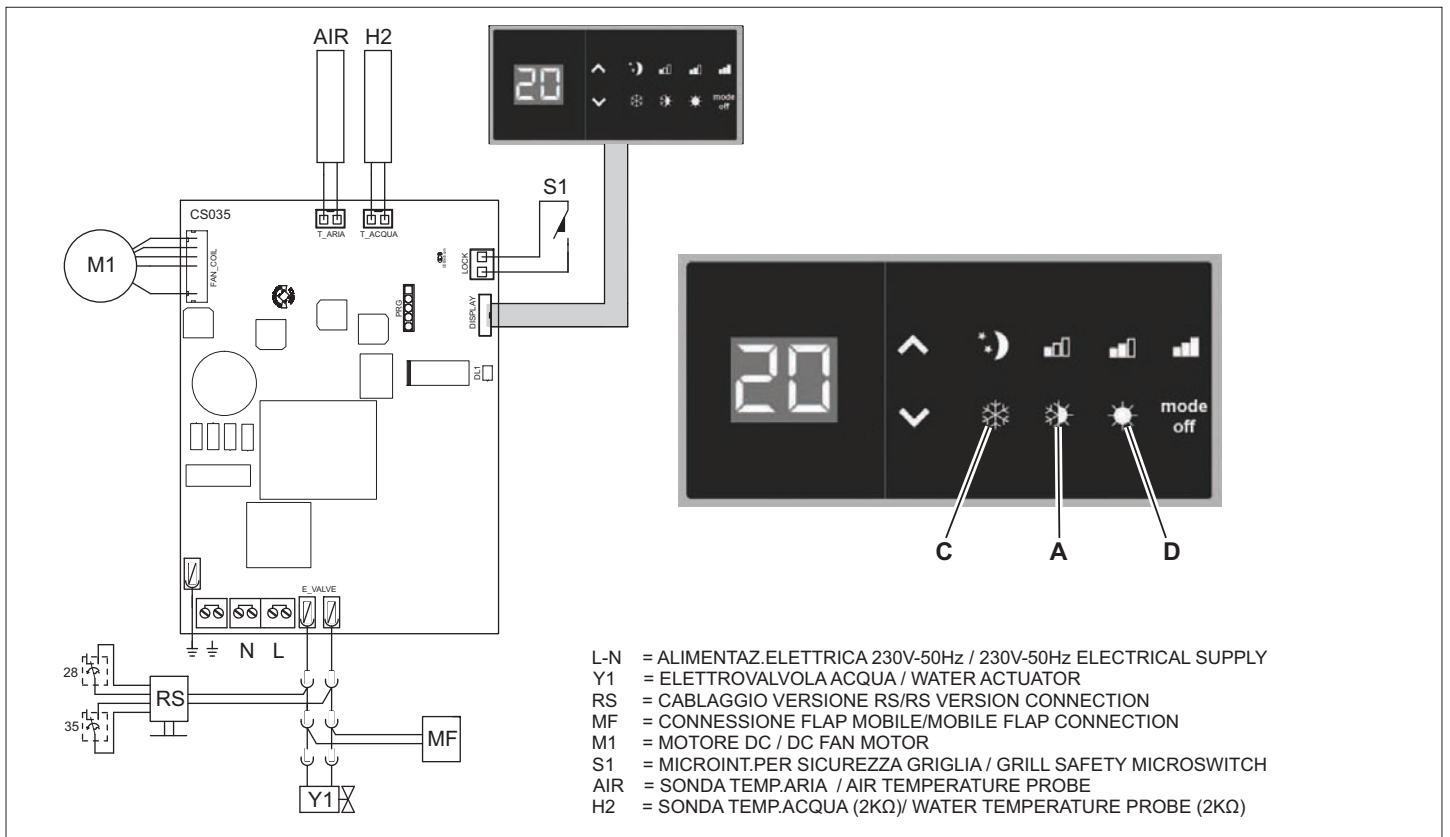 AIR H2
20
mode
off
S1
CS035
T_ARIA
T_ACQUA
M1
FAN_COIL
LOCK
PRG
DISPLAY
DL1
20
mode
off
C A D
E_VALVE
N L
28
RS
35
MF
Y1
L-N = ALIMENTAZ.ELETTRICA 230V-50Hz / 230V-50Hz ELECTRICAL SUPPLY
Y1 = ELETTROVALVOLA ACQUA / WATER ACTUATOR
RS = CABLAGGIO VERSIONE RS/RS VERSION CONNECTION
MF = CONNESSIONE FLAP MOBILE/MOBILE FLAP CONNECTION
M1 = MOTORE DC / DC FAN MOTOR
S1 = MICROINT.PER SICUREZZA GRIGLIA / GRILL SAFETY MICROSWITCH
AIR = SONDA TEMP.ARIA / AIR TEMPERATURE PROBE
H2 = SONDA TEMP.ACQUA (2KΩ)/ WATER TEMPERATURE PROBE (2KΩ)